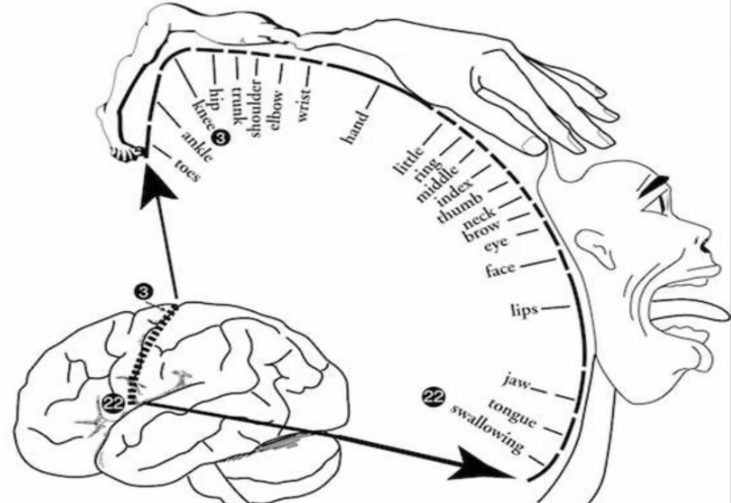 toes
ankle
knee
3
hip
trunk
shoulder
elbow
wrist
hand
little
ring
middle
index
thumb
neck
brow
eye
face
lips
jaw
tongue
swallowing
22
3
22